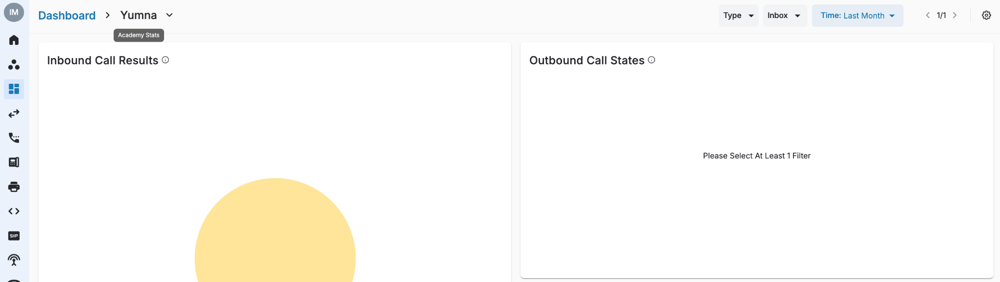 IM
Dashboard > Yumna
Type
Inbox
Time: Last Month
1/1
Academy Stats
Inbound Call Results
Outbound Call States
Please Select At Least 1 Filter
SIP